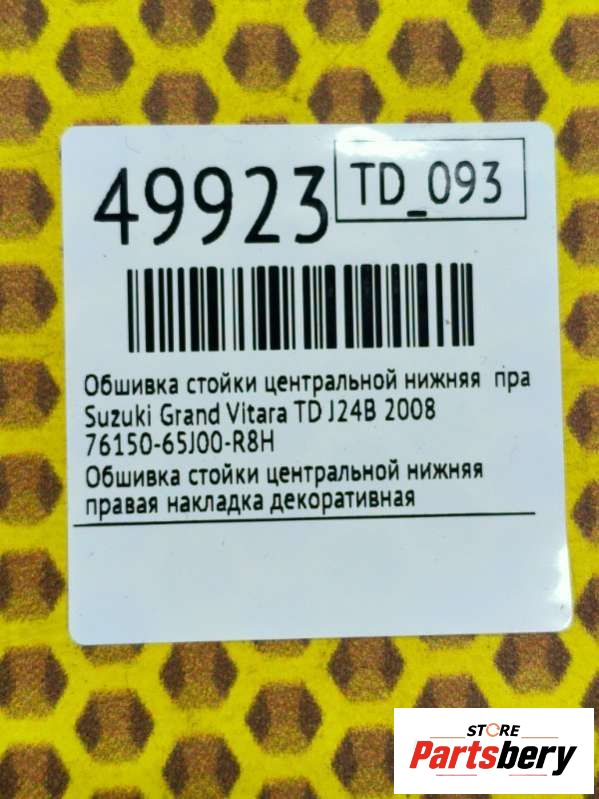 49923
TD_093
Обшивка стойки центральной нижняя пра
Suzuki Grand Vitara TD J24B 2008
76150-65J00-R8H
Обшивка стойки центральной нижняя
правая накладка декоративная
STORE
Partsbery